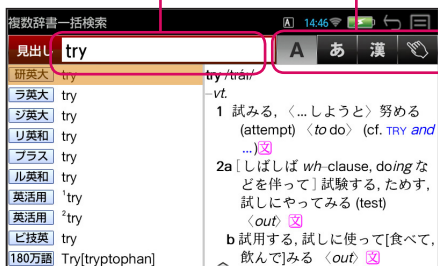 複数辞書一括検索 A 14:46
見出し try A あ 漢
研英大 try
ラ英大 try
ジ英大 try
リ英和 try
プラス try
ル英和 try
英活用 ¹try
英活用 ²try
ビ技英 try
180万語 Try[tryptophan]
try /tráɪ/
–vt.
1 試みる, 〈...しようと〉努める
(attempt) 〈to do〉 (cf. TRY and
...)文
2a [しばしば wh-clause, doing な
どを伴って] 試験する, ためす,
試しにやってみる (test)
〈out〉 文
b 試用する, 試しに使って[食べて,
飲んで]みる 〈out〉 文